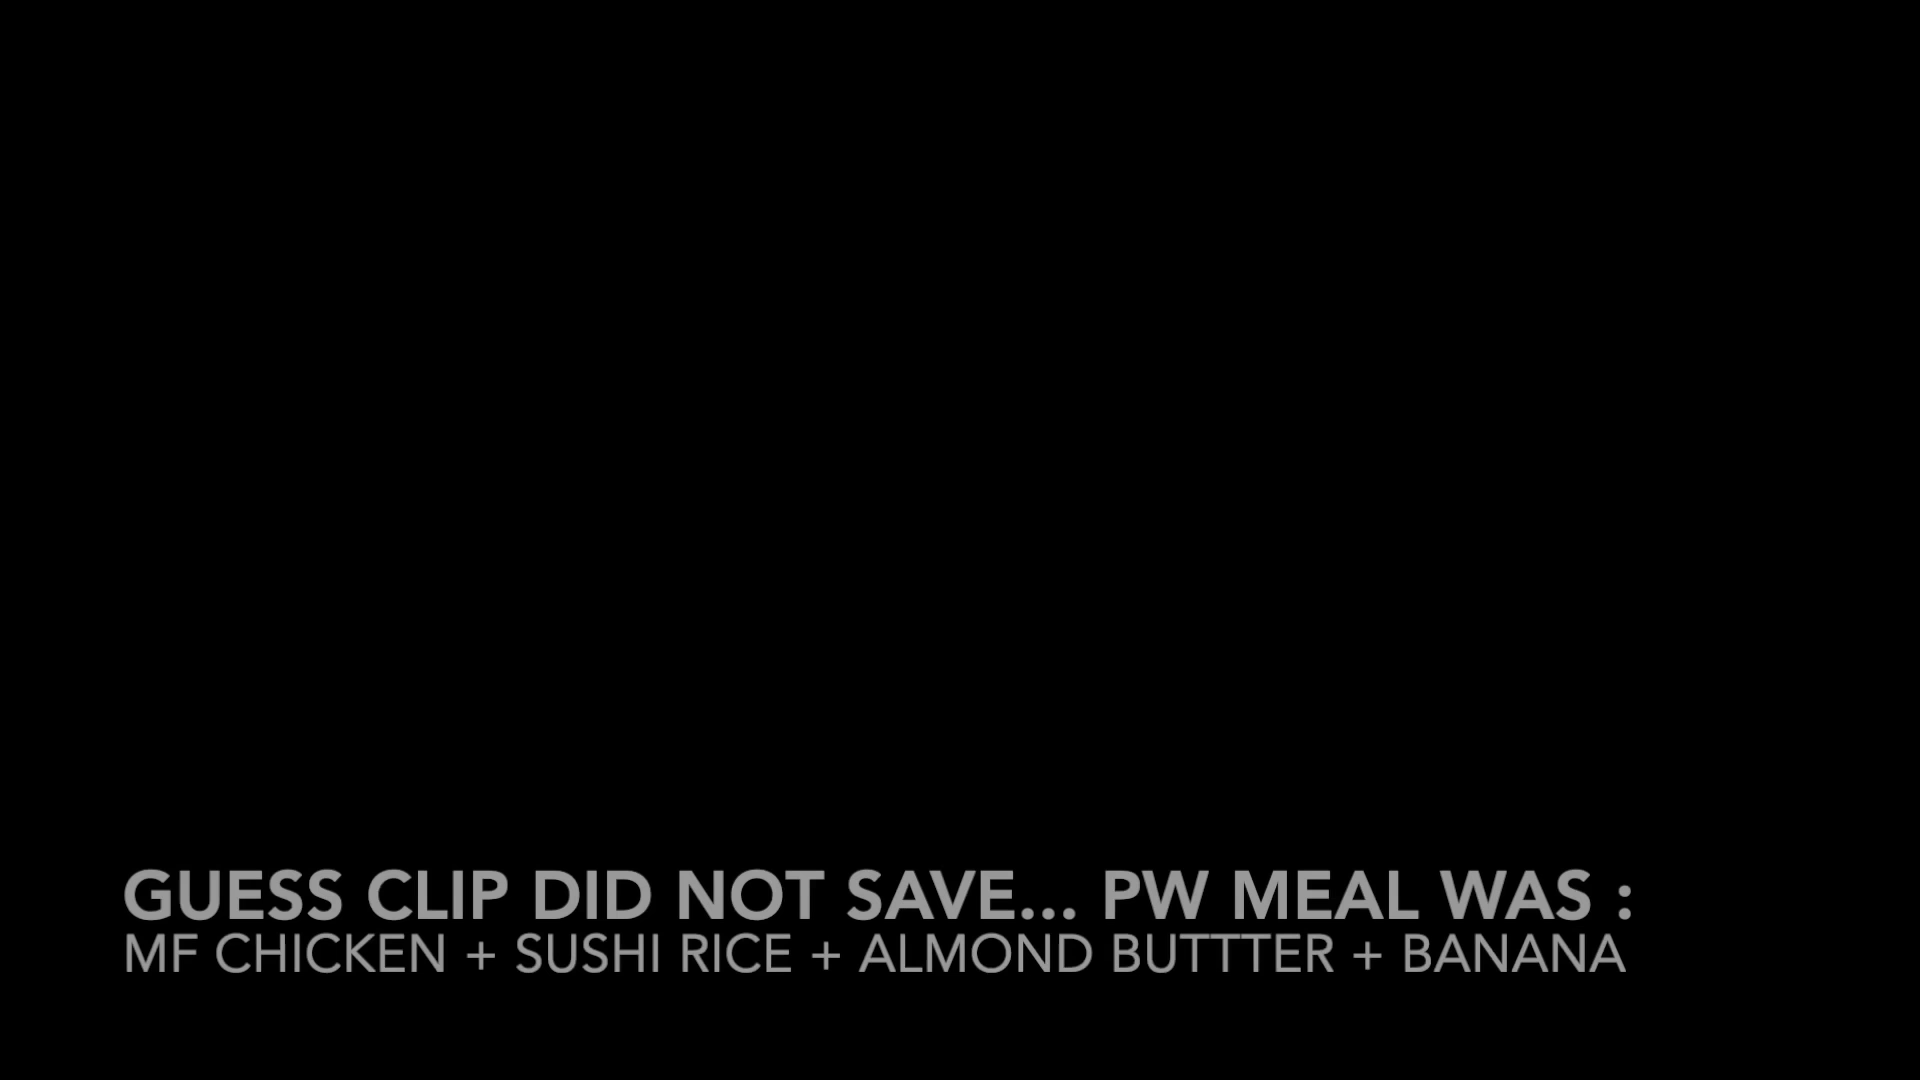 GUESS CLIP DID NOT SAVE... PW MEAL WAS :
MF CHICKEN + SUSHI RICE + ALMOND BUTTTER + BANANA